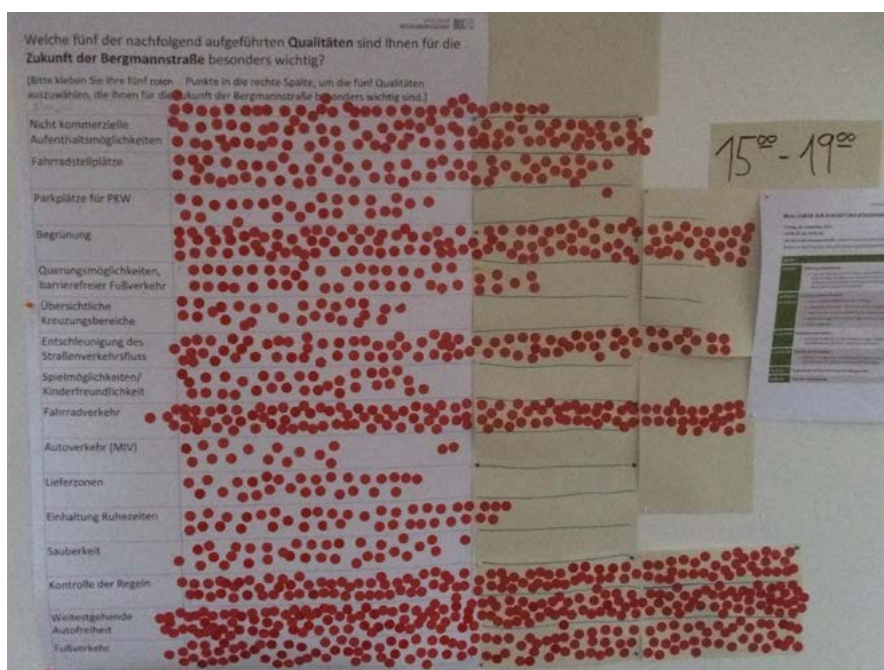 Welche fünf der nachfolgend aufgeführten Qualitäten sind Ihnen für die
Zukunft der Bergmannstraße besonders wichtig?
(Bitte kleben Sie Ihre fünf roten Punkte in die rechte Spalte, um die fünf Qualitäten
auszuwählen, die Ihnen für die Zukunft der Bergmannstraße besonders wichtig sind.)
Nicht kommerzielle
Aufenthaltsmöglichkeiten
Fahrradstellplätze
15⁰⁰ - 19⁰⁰
Parkplätze für PKW
Begrünung
Querungsmöglichkeiten,
barrierefreier Fußverkehr
Übersichtliche
Kreuzungsbereiche
Entschleunigung des
Straßenverkehrsfluss
Spielmöglichkeiten/
Kinderfreundlichkeit
Fahrradverkehr
Autoverkehr (MIV)
Lieferzonen
Einhaltung Ruhezeiten
Sauberkeit
Kontrolle der Regeln
Weitestgehende
Autofreiheit
Fußverkehr